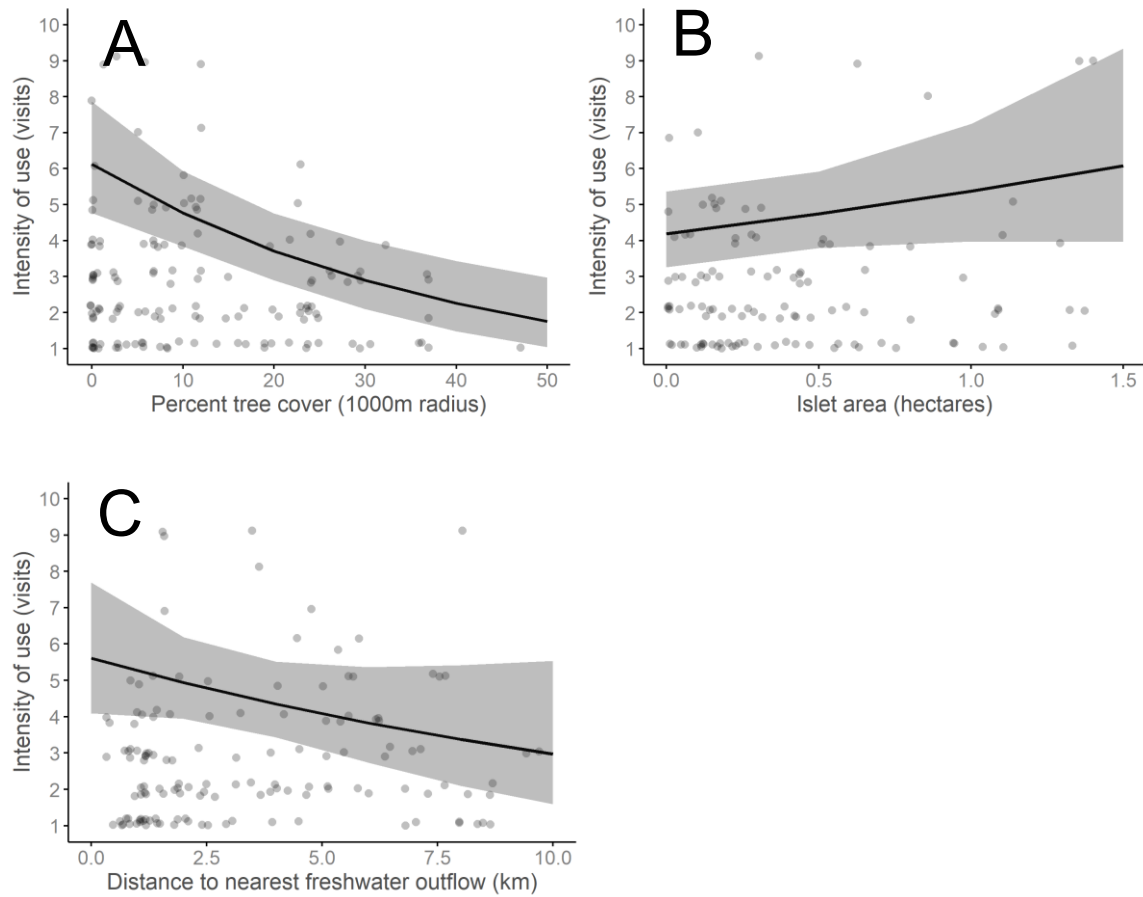 A
Intensity of use (visits)
10
9
8
7
6
5
4
3
2
1
0 10 20 30 40 50
Percent tree cover (1000m radius)
B
Intensity of use (visits)
10
9
8
7
6
5
4
3
2
1
0.0 0.5 1.0 1.5
Islet area (hectares)
C
Intensity of use (visits)
10
9
8
7
6
5
4
3
2
1
0.0 2.5 5.0 7.5 10.0
Distance to nearest freshwater outflow (km)